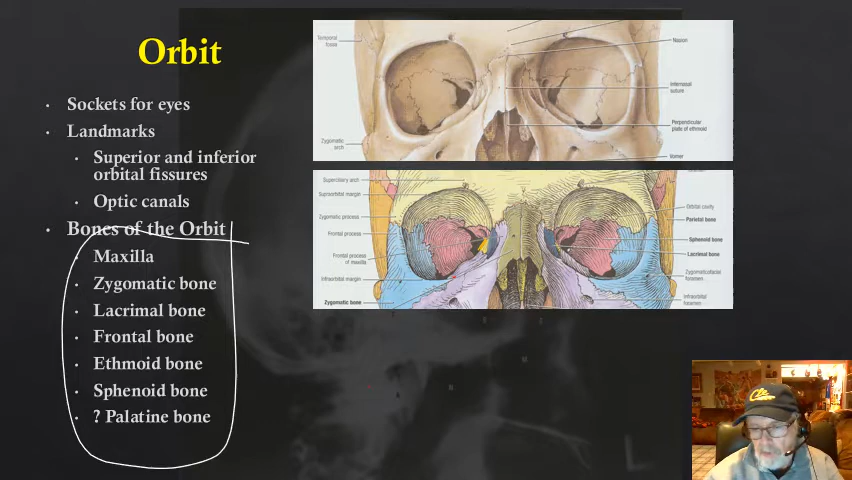 Orbit
• Sockets for eyes
• Landmarks
• Superior and inferior
orbital fissures
• Optic canals
• Bones of the Orbit
• Maxilla
• Zygomatic bone
• Lacrimal bone
• Frontal bone
• Ethmoid bone
• Sphenoid bone
• ? Palatine bone
Temporal
fossa
Zygomatic
arch
Nasion
Internasal
suture
Perpendicular
plate of ethmoid
Vomer
Superciliary arch
Supraorbital margin
Zygomatic process
Frontal process
Frontal process
of maxilla
Infraorbital margin
Zygomatic bone
Orbital cavity
Parietal bone
Sphenoid bone
Lacrimal bone
Zygomaticofacial
foramen
Infraorbital
foramen